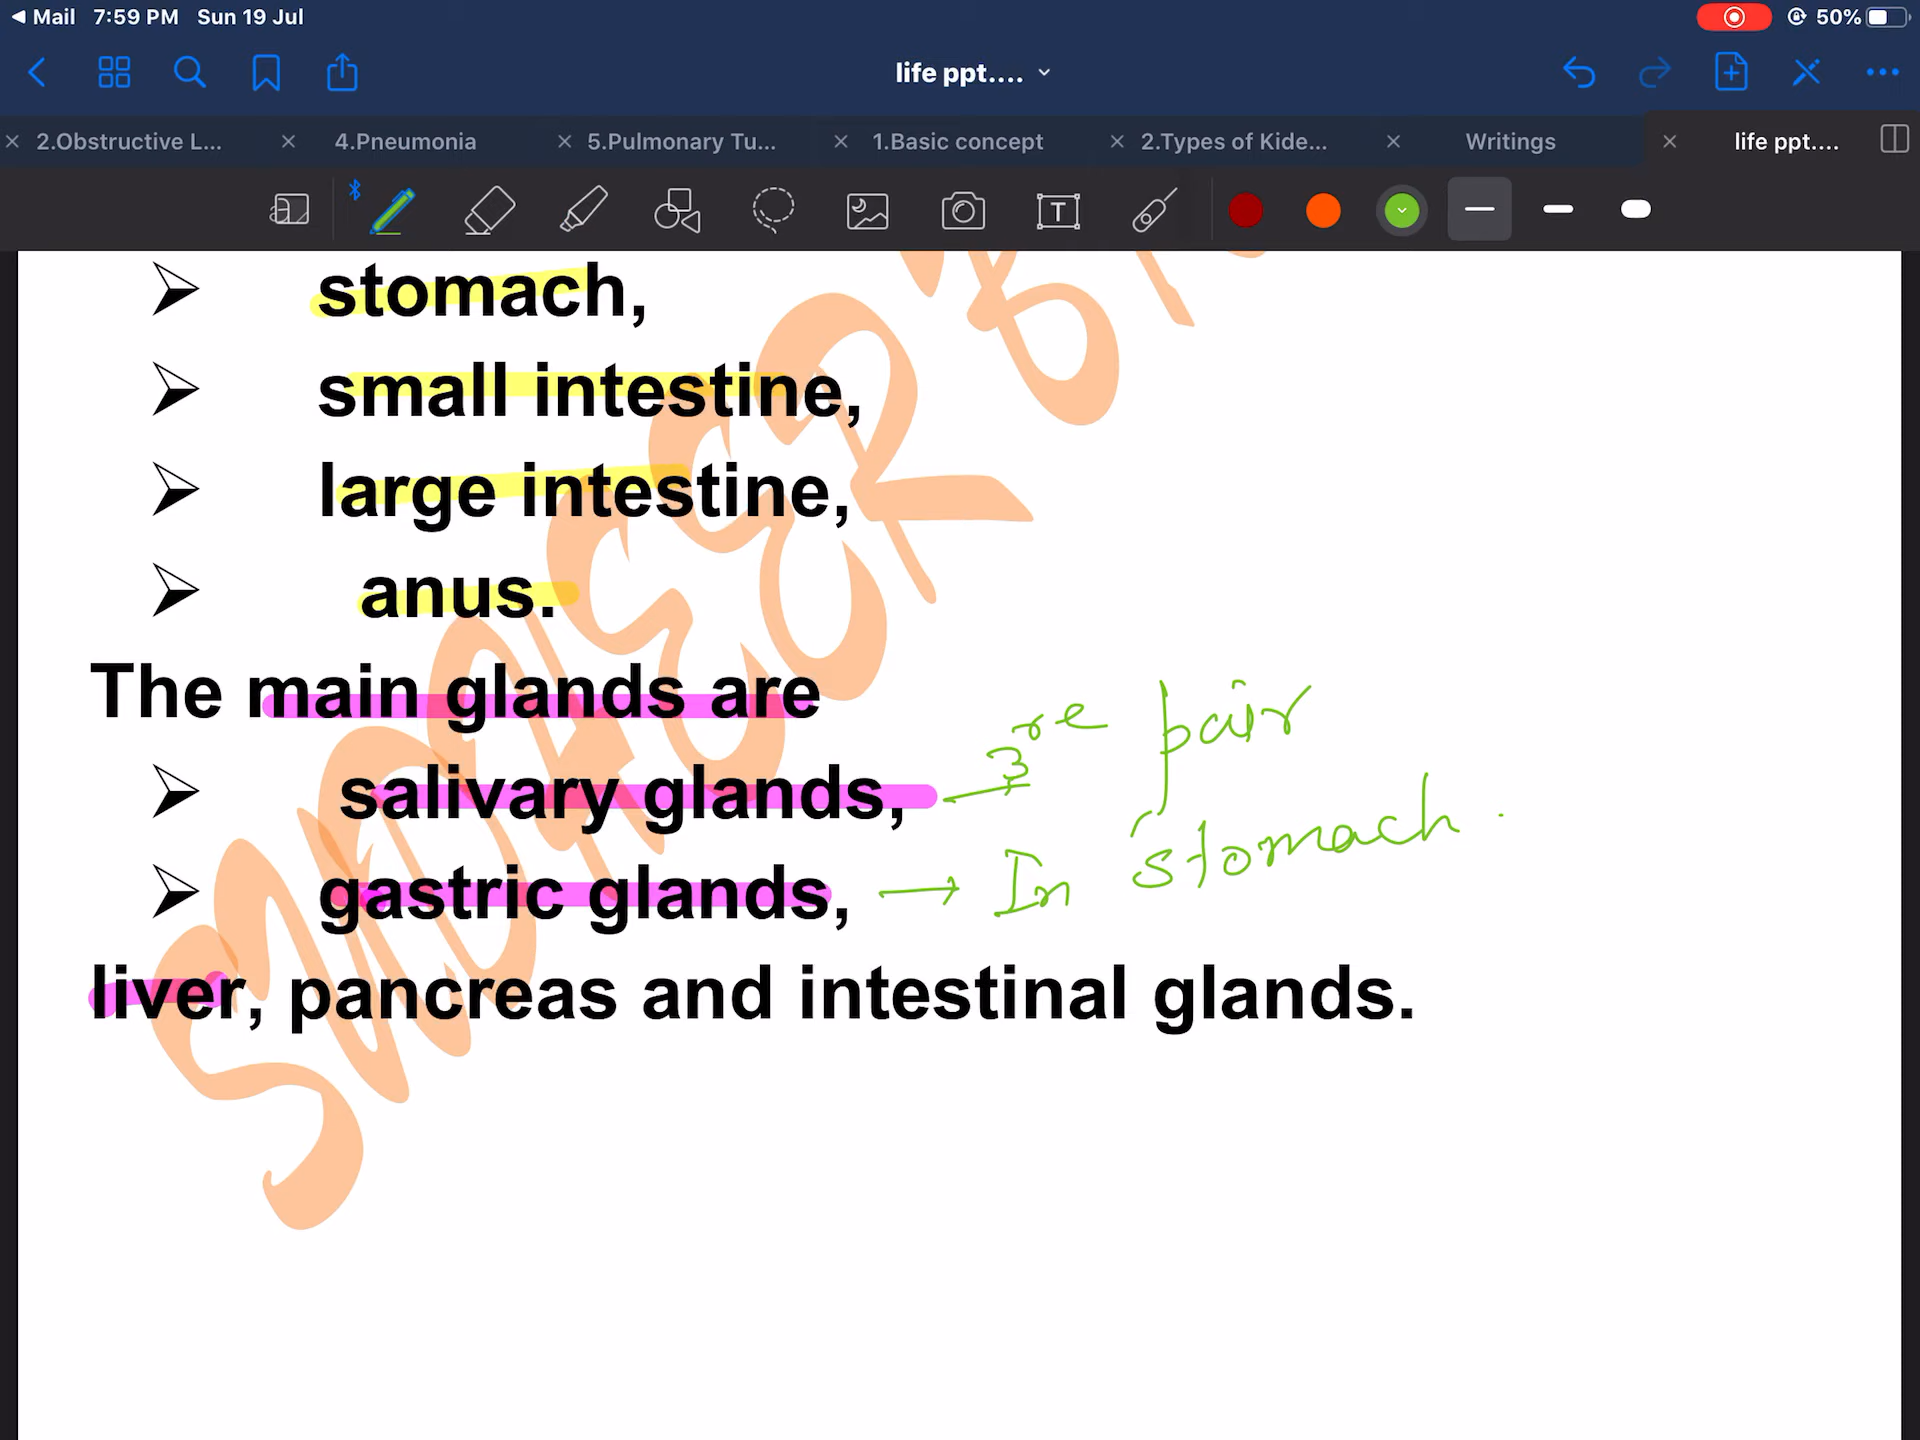 Mail 7:59 PM Sun 19 Jul 50%
life ppt....
2.Obstructive L... 4.Pneumonia 5.Pulmonary Tu... 1.Basic concept 2.Types of Kide... Writings life ppt....
stomach,
small intestine,
large intestine,
anus.
The main glands are
salivary glands, 3 pair
gastric glands, → In stomach.
liver, pancreas and intestinal glands.